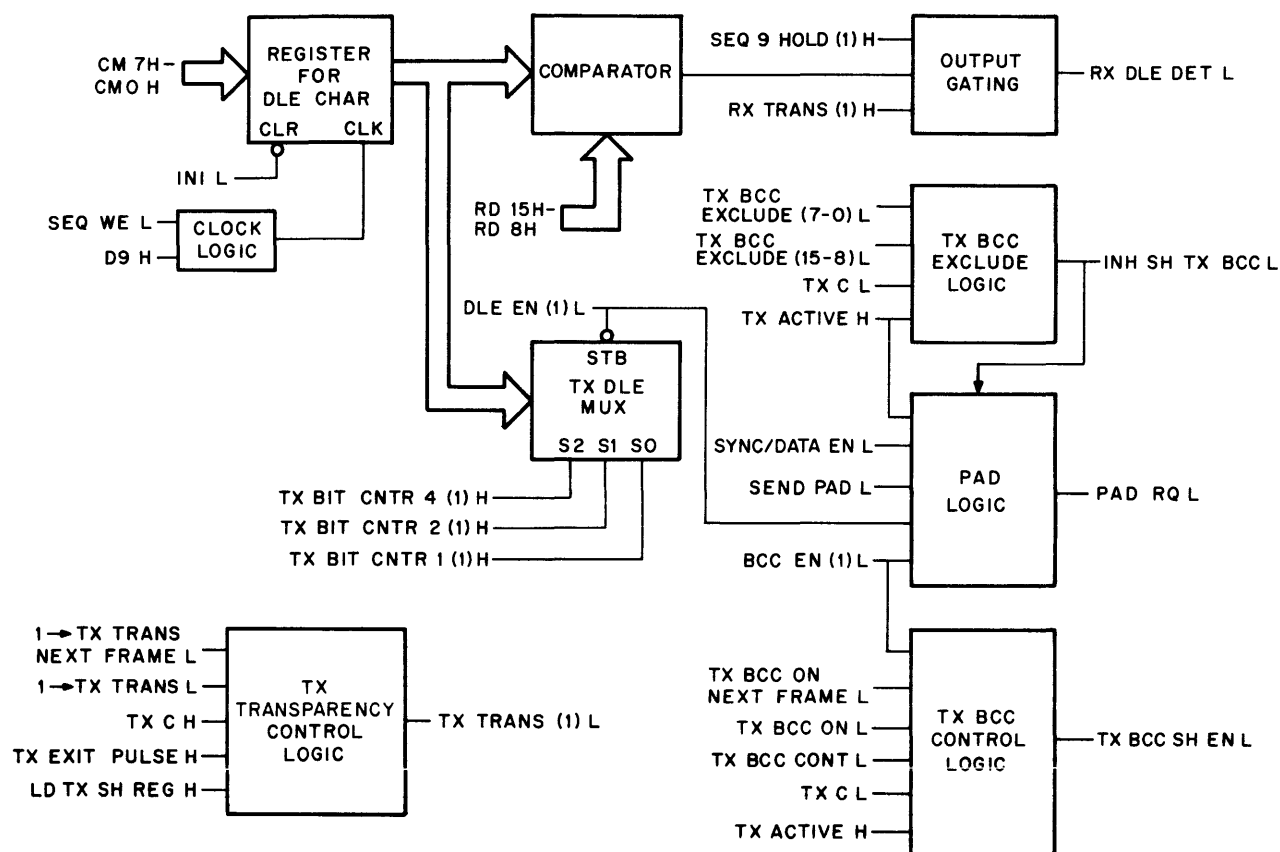 CM 7H-
CM0 H
REGISTER
FOR
DLE CHAR
CLR CLK
INI L
SEQ WE L
D9 H
CLOCK
LOGIC
COMPARATOR
RD 15H-
RD 8H
SEQ 9 HOLD (1) H
RX TRANS (1) H
OUTPUT
GATING
RX DLE DET L
TX BCC
EXCLUDE (7-0) L
TX BCC
EXCLUDE (15-8) L
TX C L
TX ACTIVE H
TX BCC
EXCLUDE
LOGIC
INH SH TX BCC L
DLE EN (1) L
STB
TX DLE
MUX
S2 S1 S0
TX BIT CNTR 4 (1) H
TX BIT CNTR 2 (1) H
TX BIT CNTR 1 (1) H
SYNC/DATA EN L
SEND PAD L
BCC EN (1) L
PAD
LOGIC
PAD RQ L
1→TX TRANS
NEXT FRAME L
1→TX TRANS L
TX C H
TX EXIT PULSE H
LD TX SH REG H
TX
TRANSPARENCY
CONTROL
LOGIC
TX TRANS (1) L
TX BCC ON
NEXT FRAME L
TX BCC ON L
TX BCC CONT L
TX C L
TX ACTIVE H
TX BCC
CONTROL
LOGIC
TX BCC SH EN L